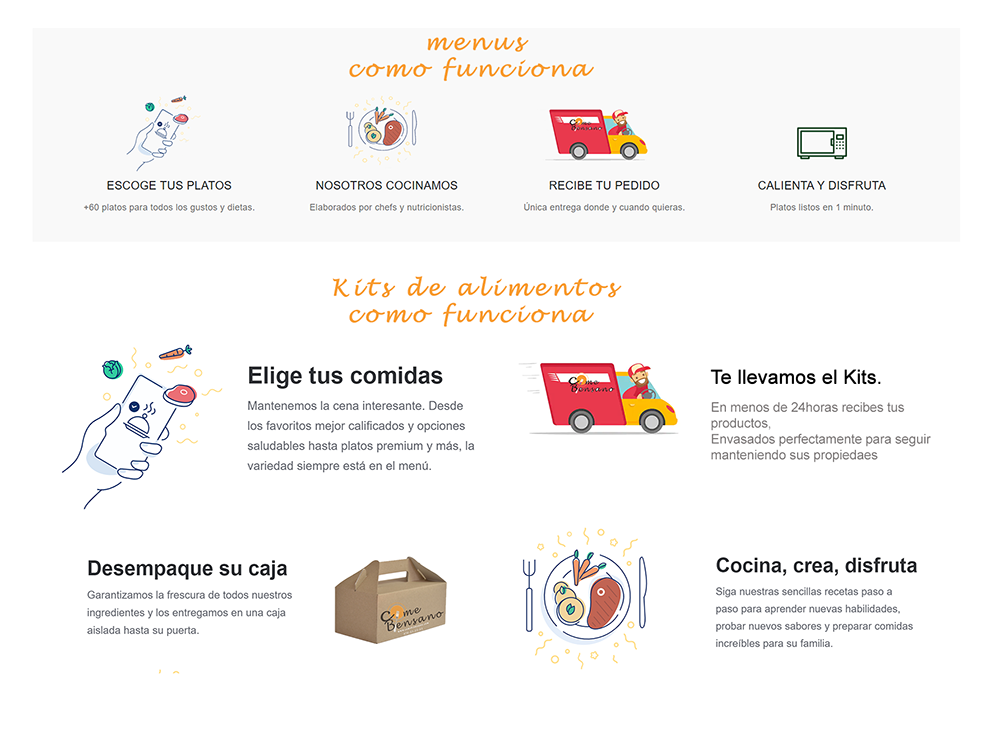 menus
como funciona
Come
Bensano
ESCOGE TUS PLATOS
+60 platos para todos los gustos y dietas.
NOSOTROS COCINAMOS
Elaborados por chefs y nutricionistas.
RECIBE TU PEDIDO
Única entrega donde y cuando quieras.
CALIENTA Y DISFRUTA
Platos listos en 1 minuto.
Kits de alimentos
como funciona
Elige tus comidas
Mantenemos la cena interesante. Desde
los favoritos mejor calificados y opciones
saludables hasta platos premium y más, la
variedad siempre está en el menú.
Come
Bensano
Te llevamos el Kits.
En menos de 24horas recibes tus
productos,
Envasados perfectamente para seguir
manteniendo sus propiedaes
Desempaque su caja
Garantizamos la frescura de todos nuestros
ingredientes y los entregamos en una caja
aislada hasta su puerta.
Come
Bensano
Cocina, crea, disfruta
Siga nuestras sencillas recetas paso a
paso para aprender nuevas habilidades,
probar nuevos sabores y preparar comidas
increíbles para su familia.